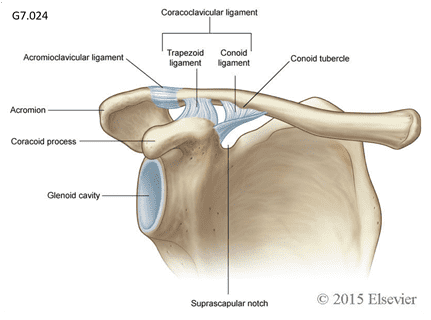 G7.024
Coracoclavicular ligament
Acromioclavicular ligament
Trapezoid
ligament
Conoid
ligament
Conoid tubercle
Acromion
Coracoid process
Glenoid cavity
Suprascapular notch
© 2015 Elsevier